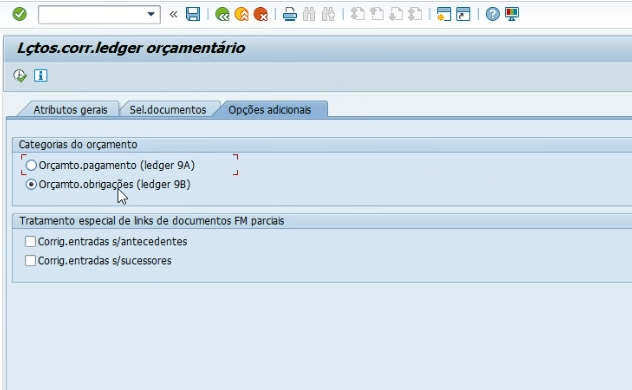 Lçtos.corr.ledger orçamentário
Atributos gerais Sel.documentos Opções adicionais
Categorias do orçamento
Orçamto.pagamento (ledger 9A)
Orçamto.obrigações (ledger 9B)
Tratamento especial de links de documentos FM parciais
Corrig.entradas s/antecedentes
Corrig.entradas s/sucessores